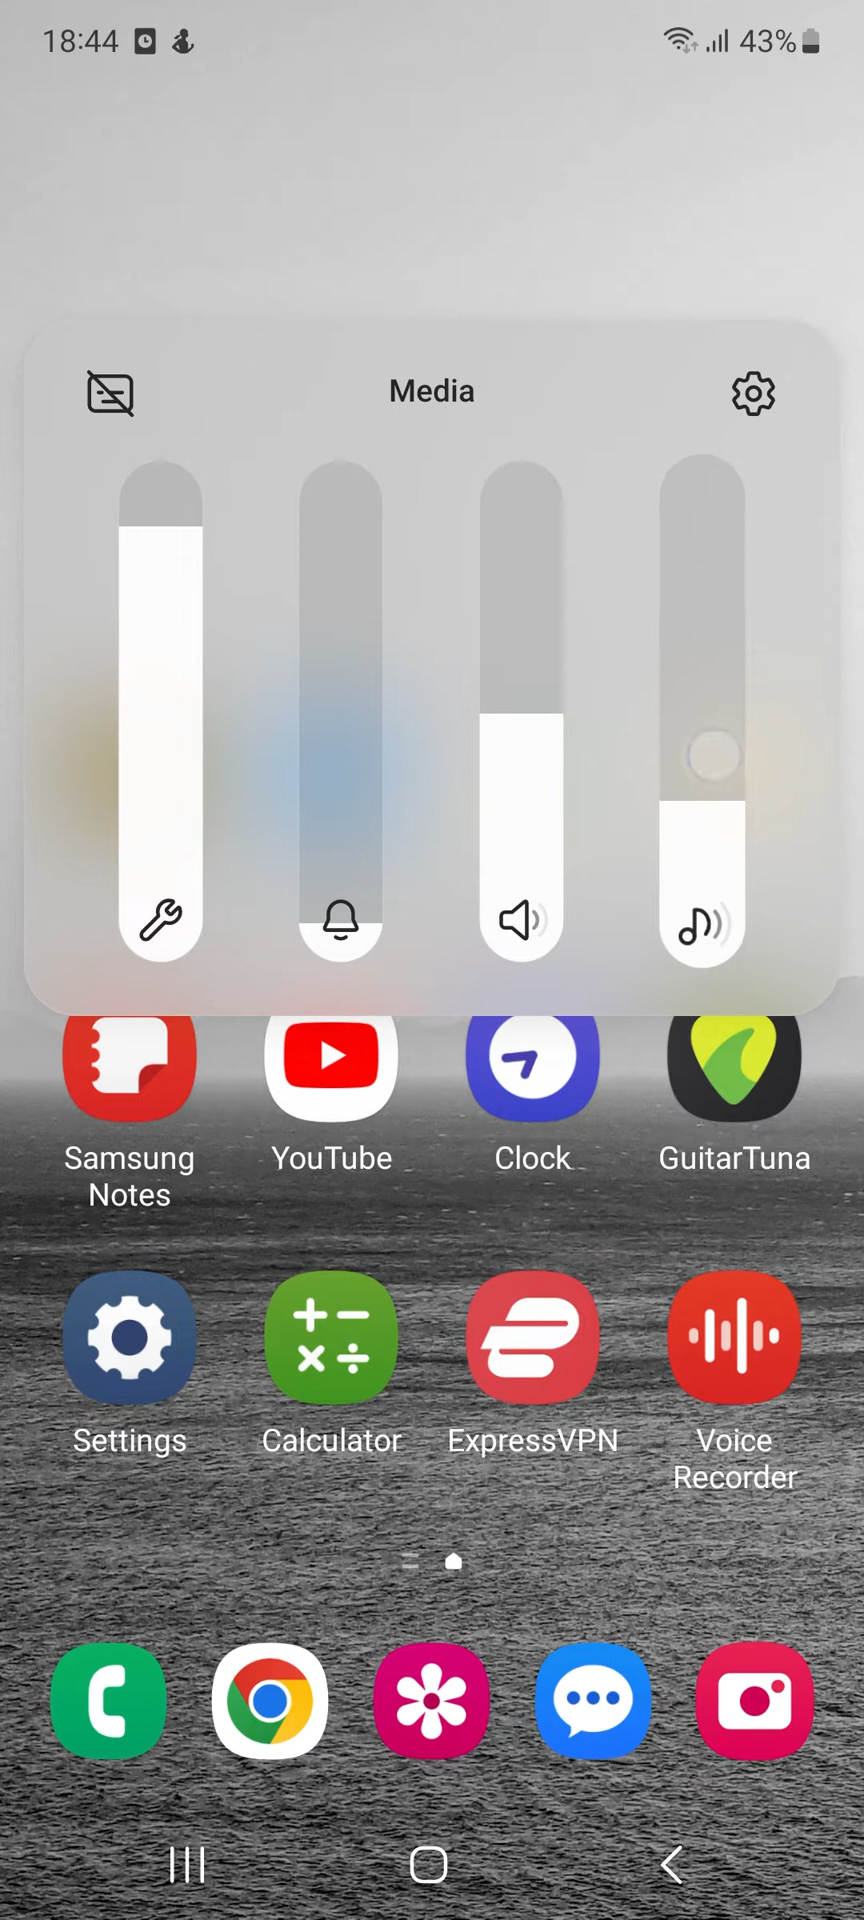 18:44 43%
Media
Samsung Notes YouTube Clock GuitarTuna
Settings Calculator ExpressVPN Voice Recorder